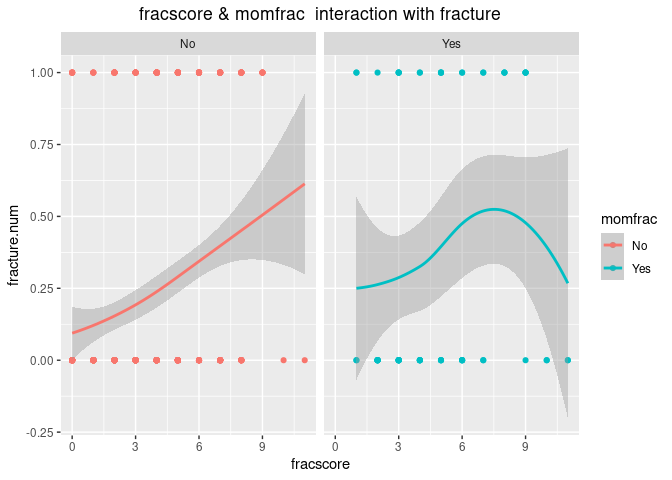 fracscore & momfrac  interaction with fracture
No
Yes
1.00
0.75
0.50
0.25
0.00
-0.25
fracture.num
0 3 6 9
0 3 6 9
fracscore
momfrac
No
Yes